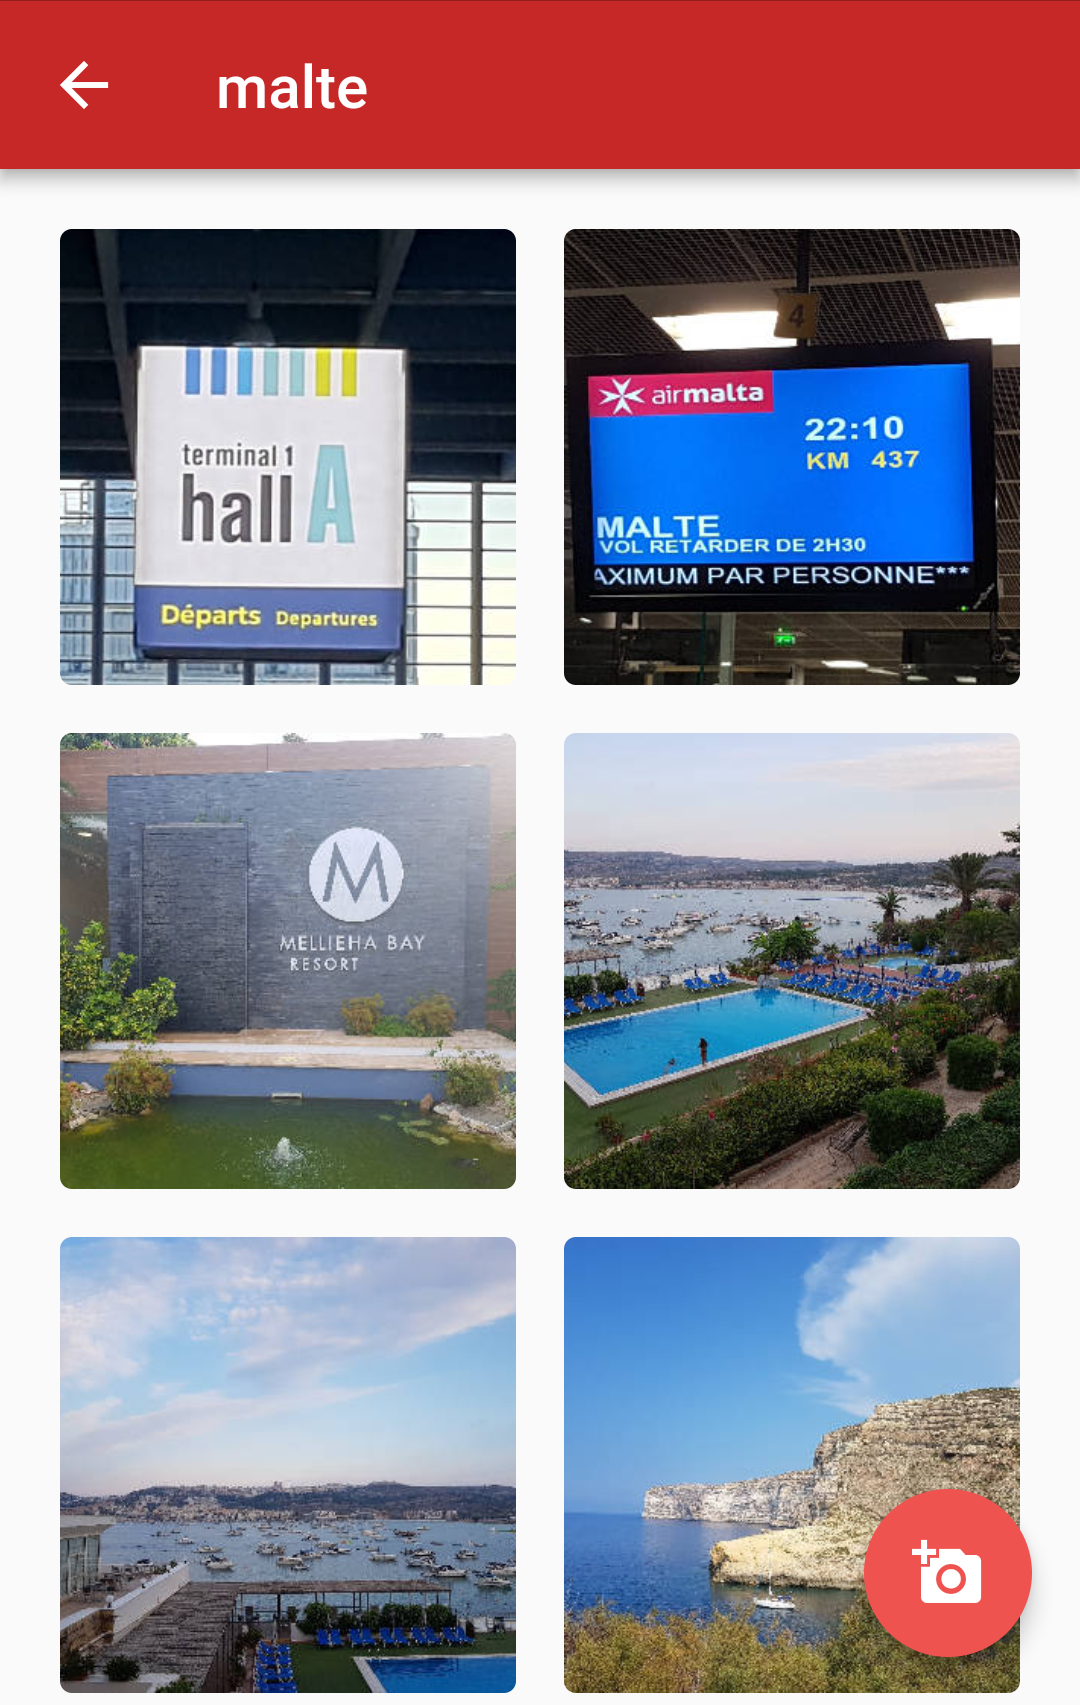 malte
terminal 1
hall A
Départs Departures
4
airmalta
22:10
KM 437
MALTE
VOL RETARDER DE 2H30
AXIMUM PAR PERSONNE***
M
MELLIEHA BAY
RESORT